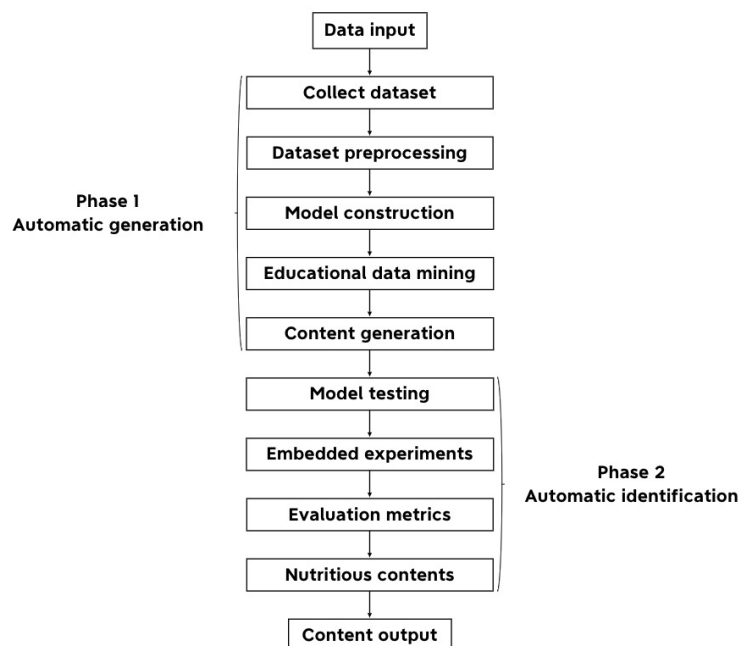 Data input
Collect dataset
Dataset preprocessing
Phase 1
Automatic generation
Model construction
Educational data mining
Content generation
Model testing
Embedded experiments
Phase 2
Automatic identification
Evaluation metrics
Nutritious contents
Content output